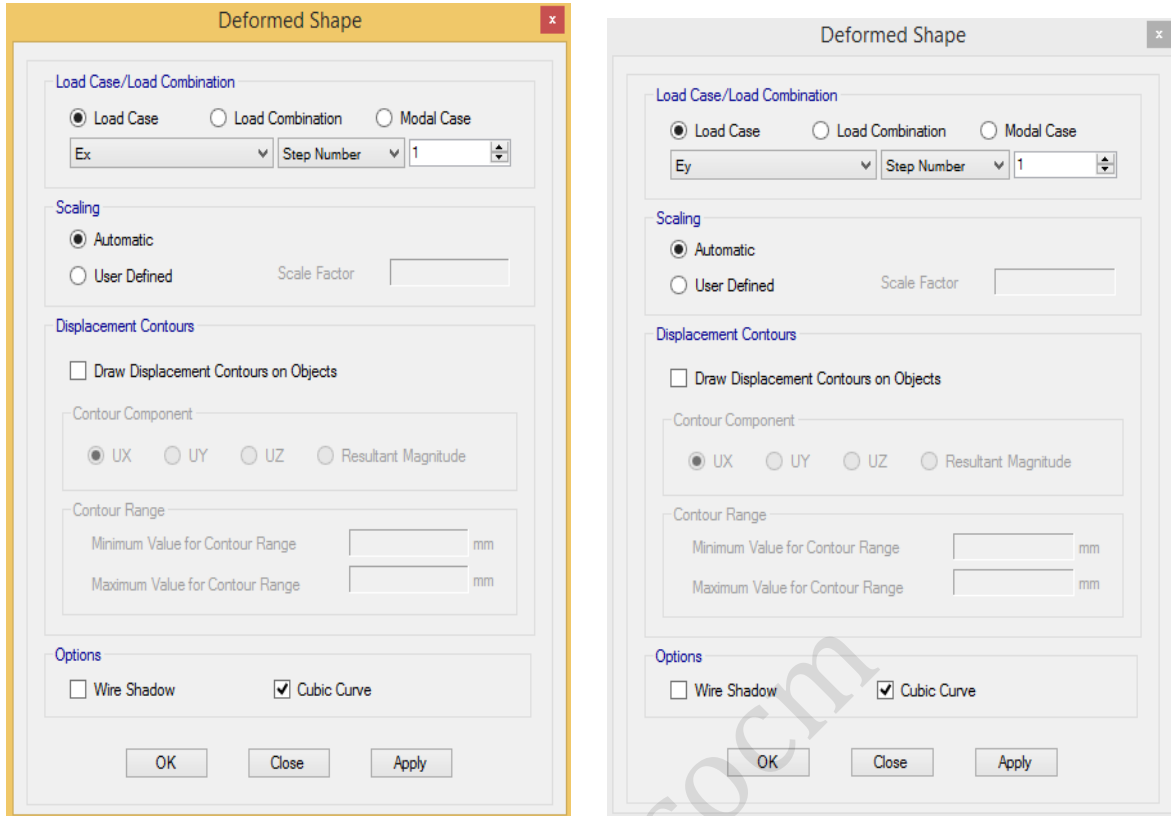 Deformed Shape
x
Load Case/Load Combination
Load Case Load Combination Modal Case
Ex Step Number 1
Scaling
Automatic
User Defined Scale Factor
Displacement Contours
Draw Displacement Contours on Objects
Contour Component
UX UY UZ Resultant Magnitude
Contour Range
Minimum Value for Contour Range mm
Maximum Value for Contour Range mm
Options
Wire Shadow Cubic Curve
OK Close Apply
Deformed Shape
x
Load Case/Load Combination
Load Case Load Combination Modal Case
Ey Step Number 1
Scaling
Automatic
User Defined Scale Factor
Displacement Contours
Draw Displacement Contours on Objects
Contour Component
UX UY UZ Resultant Magnitude
Contour Range
Minimum Value for Contour Range mm
Maximum Value for Contour Range mm
Options
Wire Shadow Cubic Curve
OK Close Apply